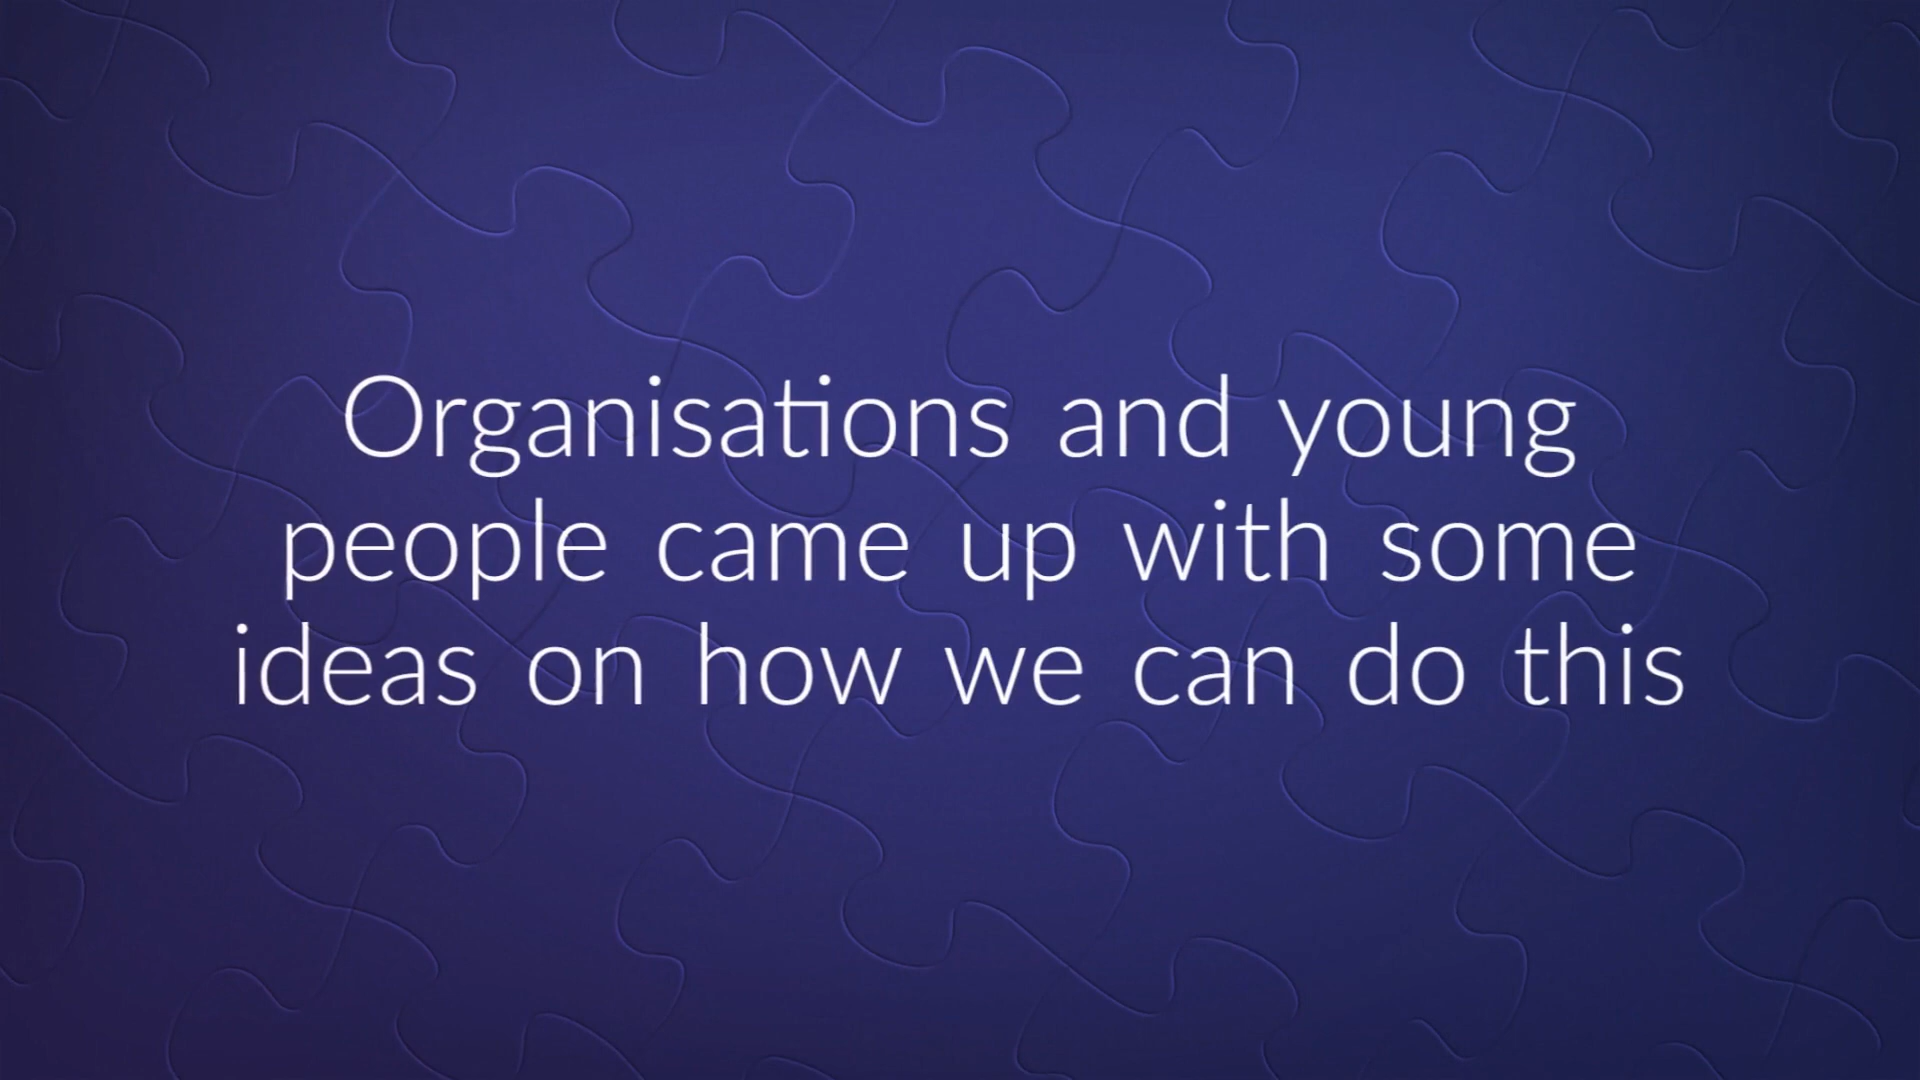 Organisations and young
people came up with some
ideas on how we can do this